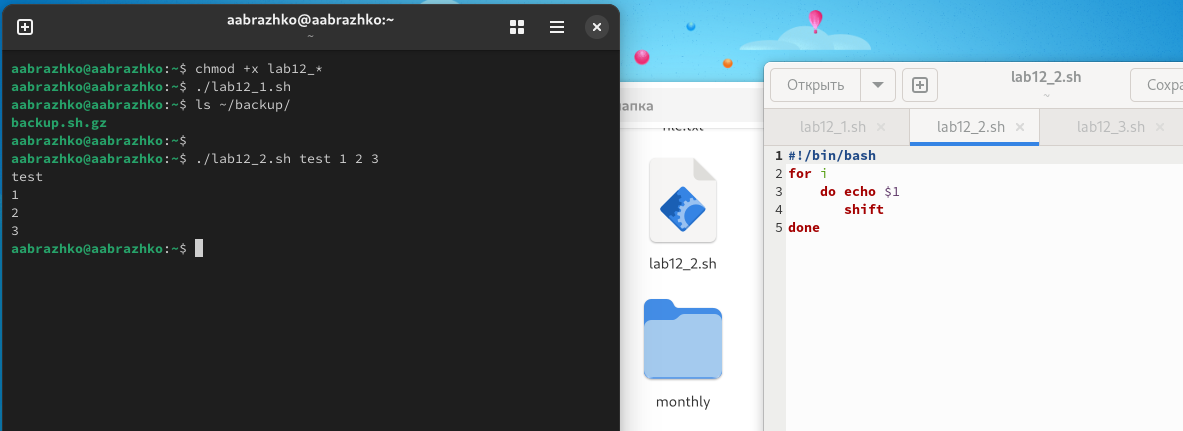 aabrazhko@aabrazhko:~
~
aabrazhko@aabrazhko:~$ chmod +x lab12_*
aabrazhko@aabrazhko:~$ ./lab12_1.sh
aabrazhko@aabrazhko:~$ ls ~/backup/
backup.sh.gz
aabrazhko@aabrazhko:~$
aabrazhko@aabrazhko:~$ ./lab12_2.sh test 1 2 3
test
1
2
3
aabrazhko@aabrazhko:~$
апка
file.txt
lab12_2.sh
monthly
Открыть
lab12_2.sh
~
Сохра
lab12_1.sh ×
lab12_2.sh ×
lab12_3.sh ×
1 #!/bin/bash
2 for i
3     do echo $1
4        shift
5 done